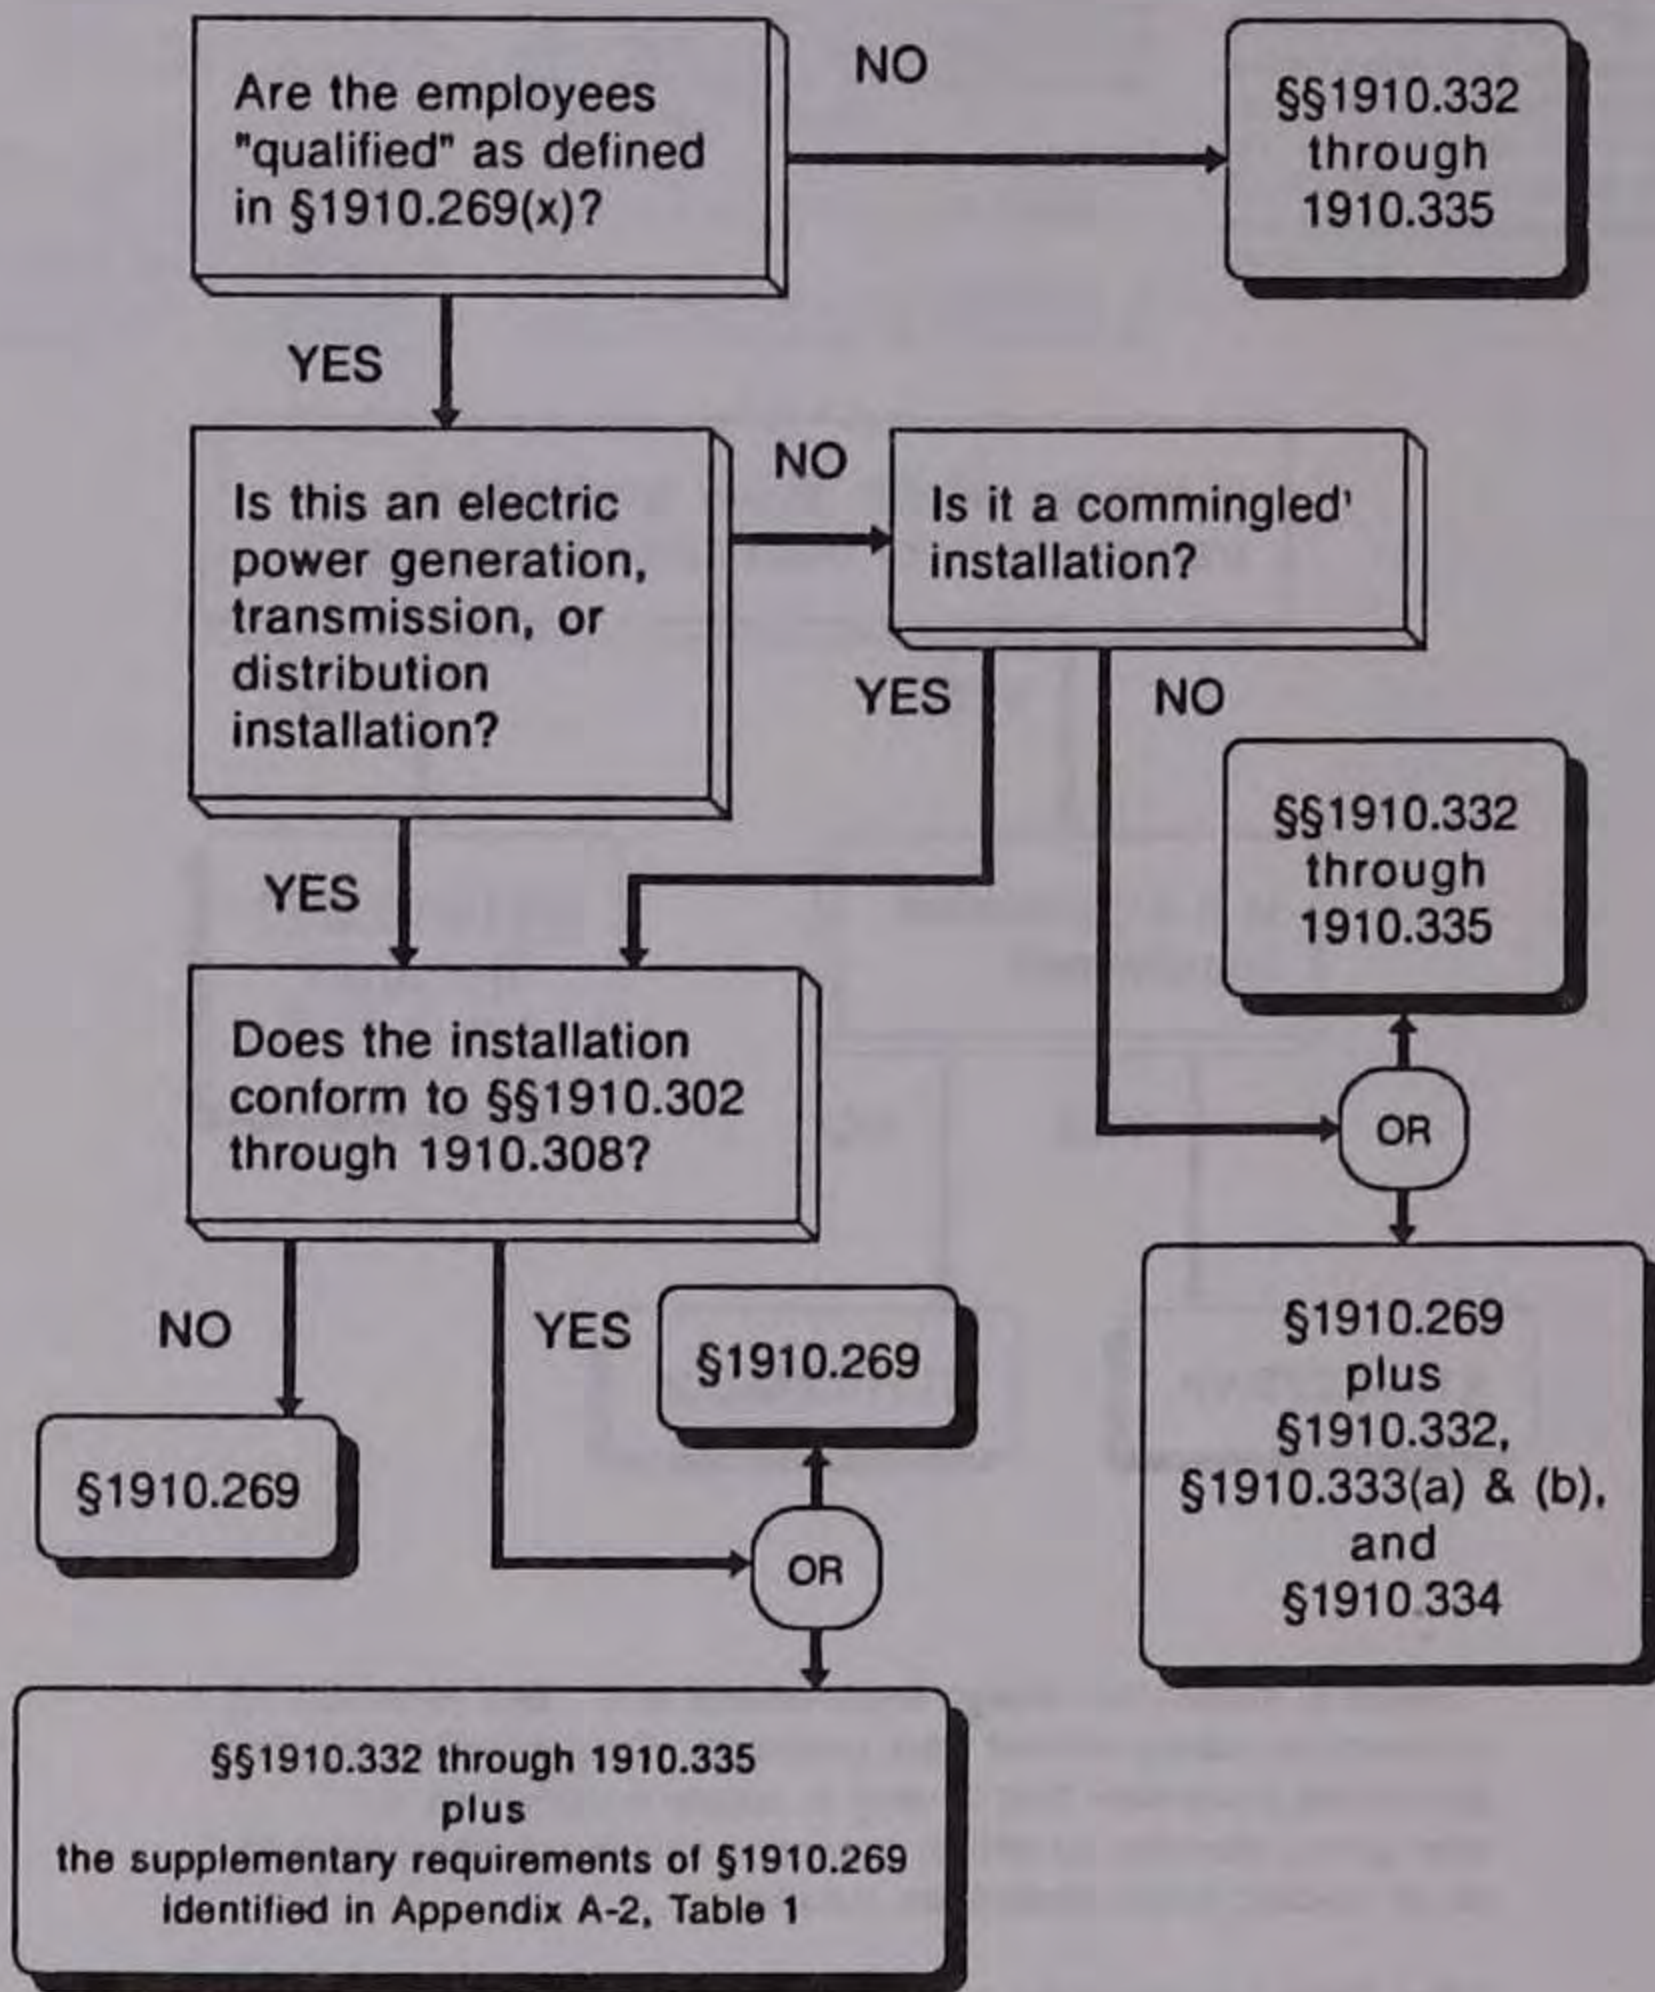 Are the employees
"qualified" as defined
in §1910.269(x)?
NO
§§1910.332
through
1910.335
YES
Is this an electric
power generation,
transmission, or
distribution
installation?
NO
Is it a commingled¹
installation?
YES
NO
§§1910.332
through
1910.335
YES
OR
Does the installation
conform to §§1910.302
through 1910.308?
§1910.269
plus
§1910.332,
§1910.333(a) & (b),
and
§1910.334
NO
§1910.269
YES
§1910.269
OR
§§1910.332 through 1910.335
plus
the supplementary requirements of §1910.269
identified in Appendix A-2, Table 1